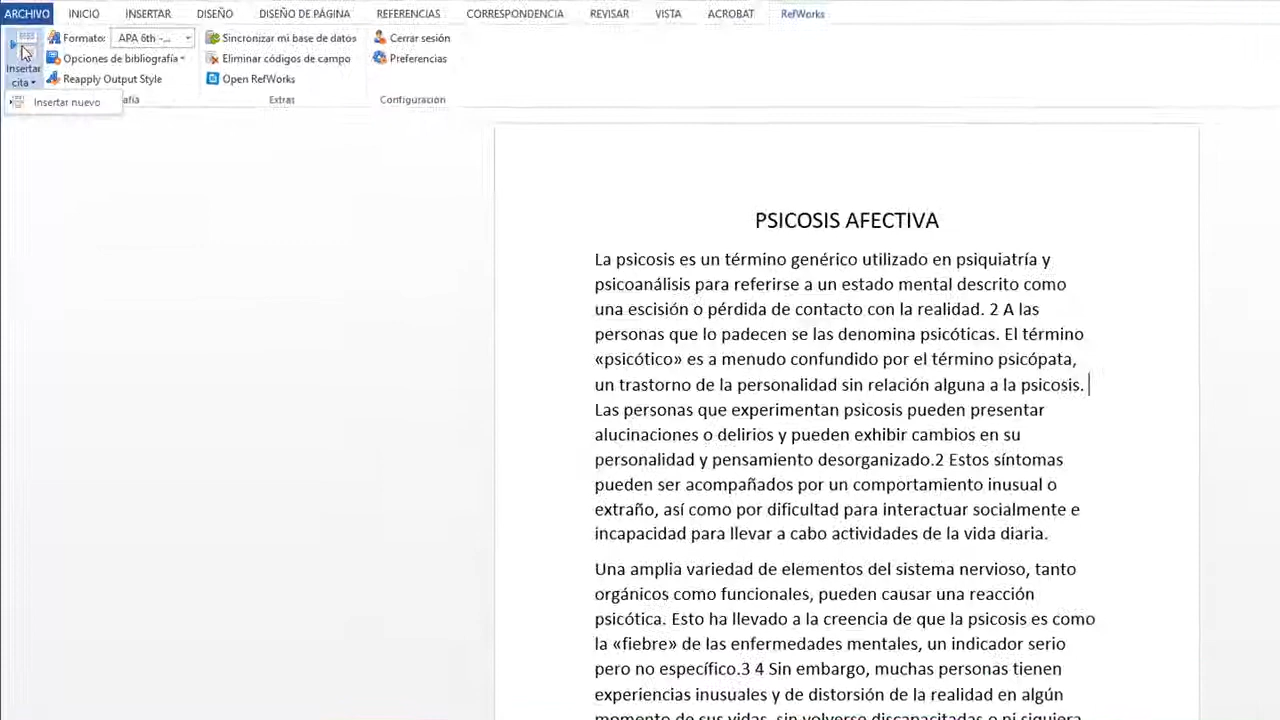 ARCHIVO INICIO INSERTAR DISEÑO DISEÑO DE PÁGINA REFERENCIAS CORRESPONDENCIA REVISAR VISTA ACROBAT RefWorks
Formato: APA 6th -... Sincronizar mi base de datos Cerrar sesión
Opciones de bibliografía Eliminar códigos de campo Preferencias
Insertar
cita Reapply Output Style Open RefWorks
Extras Configuración
Insertar nuevo
PSICOSIS AFECTIVA
La psicosis es un término genérico utilizado en psiquiatría y
psicoanálisis para referirse a un estado mental descrito como
una escisión o pérdida de contacto con la realidad. 2 A las
personas que lo padecen se las denomina psicóticas. El término
«psicótico» es a menudo confundido por el término psicópata,
un trastorno de la personalidad sin relación alguna a la psicosis.
Las personas que experimentan psicosis pueden presentar
alucinaciones o delirios y pueden exhibir cambios en su
personalidad y pensamiento desorganizado.2 Estos síntomas
pueden ser acompañados por un comportamiento inusual o
extraño, así como por dificultad para interactuar socialmente e
incapacidad para llevar a cabo actividades de la vida diaria.
Una amplia variedad de elementos del sistema nervioso, tanto
orgánicos como funcionales, pueden causar una reacción
psicótica. Esto ha llevado a la creencia de que la psicosis es como
la «fiebre» de las enfermedades mentales, un indicador serio
pero no específico.3 4 Sin embargo, muchas personas tienen
experiencias inusuales y de distorsión de la realidad en algún
momento de sus vidas, sin volverse discapacitadas o ni siquiera